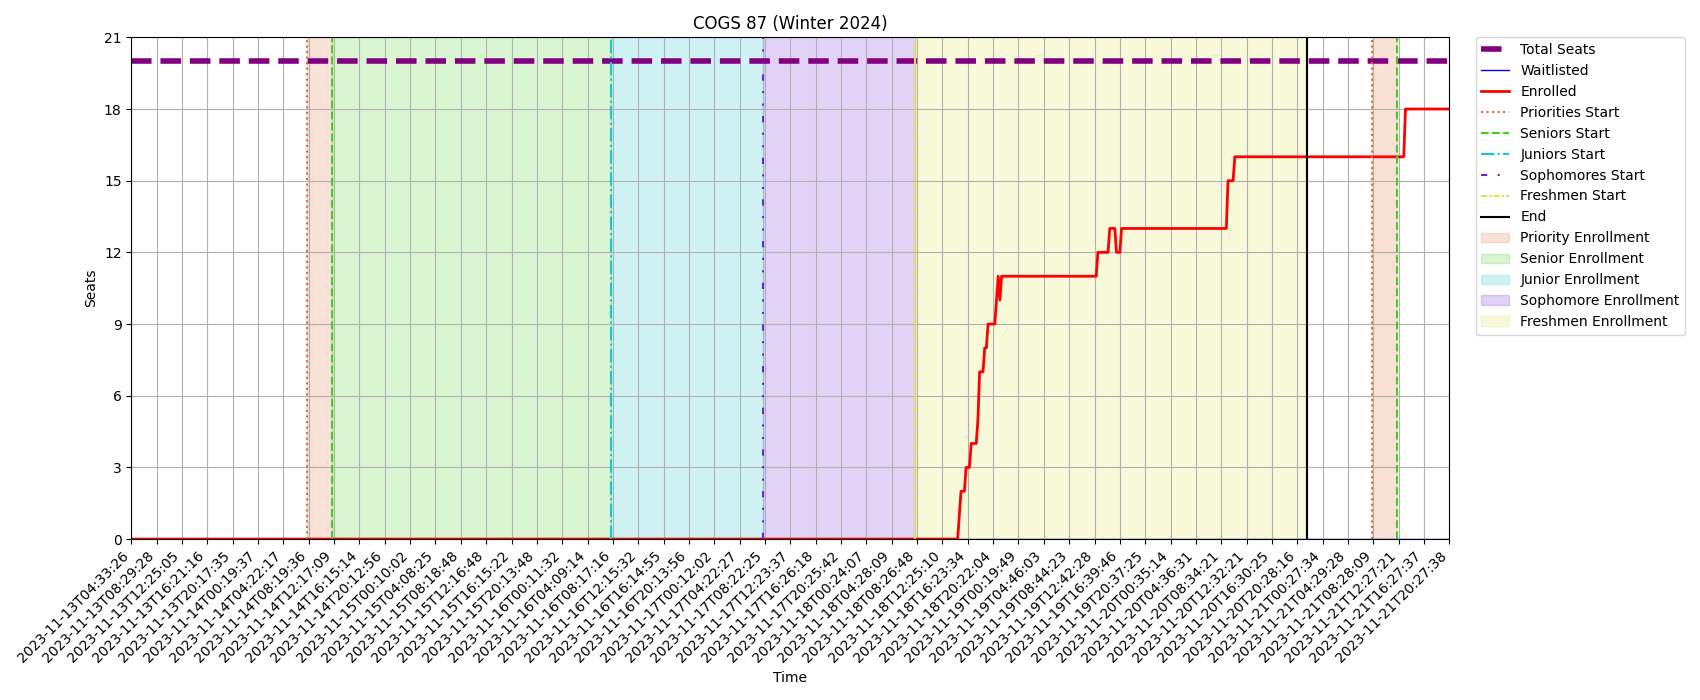 COGS 87 (Winter 2024)
21
18
15
12
9
6
3
0
Seats
2023-11-13T04:33:26
2023-11-13T08:29:28
2023-11-13T12:25:05
2023-11-13T16:21:16
2023-11-13T20:17:35
2023-11-14T00:19:37
2023-11-14T04:22:17
2023-11-14T08:19:36
2023-11-14T12:17:09
2023-11-14T16:15:14
2023-11-14T20:12:56
2023-11-15T00:10:02
2023-11-15T04:08:25
2023-11-15T08:18:48
2023-11-15T12:16:48
2023-11-15T16:15:22
2023-11-15T20:13:48
2023-11-16T00:11:32
2023-11-16T04:09:14
2023-11-16T08:17:16
2023-11-16T12:15:32
2023-11-16T16:14:55
2023-11-16T20:13:56
2023-11-17T00:12:02
2023-11-17T04:22:27
2023-11-17T08:22:25
2023-11-17T12:23:37
2023-11-17T16:26:18
2023-11-17T20:25:42
2023-11-18T00:24:07
2023-11-18T04:28:09
2023-11-18T08:26:48
2023-11-18T12:25:10
2023-11-18T16:23:34
2023-11-18T20:22:04
2023-11-19T00:19:49
2023-11-19T04:46:03
2023-11-19T08:44:23
2023-11-19T12:42:28
2023-11-19T16:39:46
2023-11-19T20:37:25
2023-11-20T00:35:14
2023-11-20T04:36:31
2023-11-20T08:34:21
2023-11-20T12:32:21
2023-11-20T16:30:25
2023-11-20T20:28:16
2023-11-21T00:27:34
2023-11-21T04:29:28
2023-11-21T08:28:09
2023-11-21T12:27:21
2023-11-21T16:27:37
2023-11-21T20:27:38
Time
Total Seats
Waitlisted
Enrolled
Priorities Start
Seniors Start
Juniors Start
Sophomores Start
Freshmen Start
End
Priority Enrollment
Senior Enrollment
Junior Enrollment
Sophomore Enrollment
Freshmen Enrollment